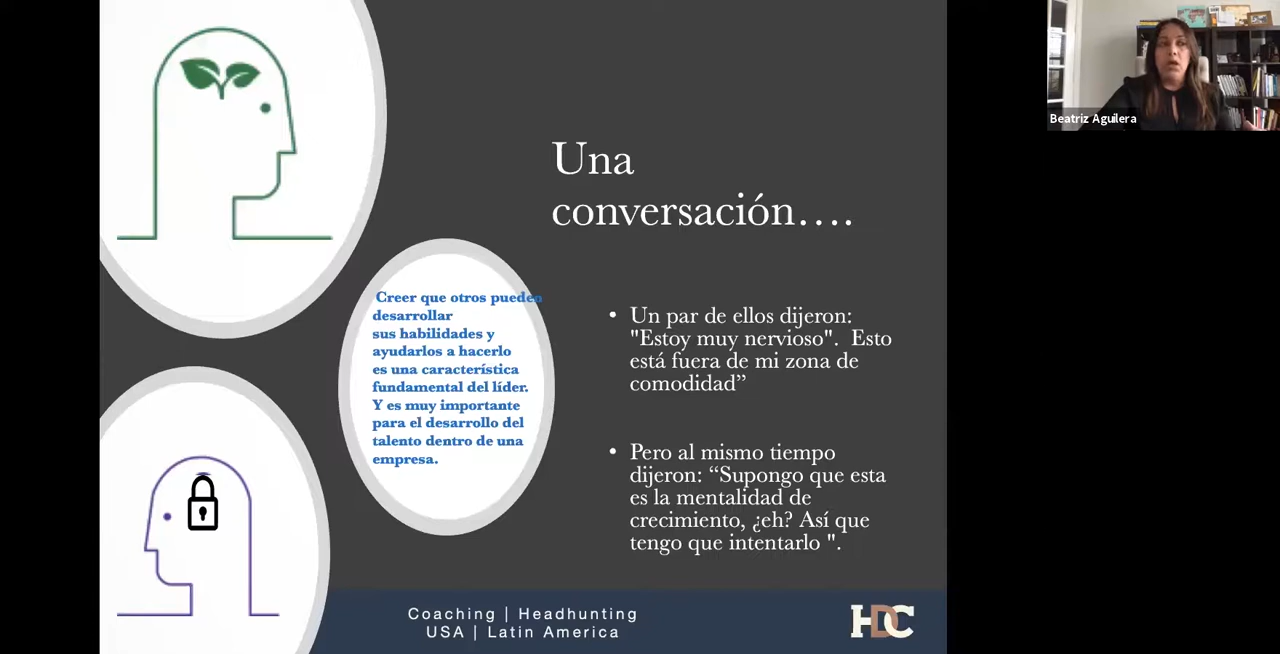 Una
conversación….
Creer que otros pueden
desarrollar
sus habilidades y
ayudarlos a hacerlo
es una característica
fundamental del líder.
Y es muy importante
para el desarrollo del
talento dentro de una
empresa.
• Un par de ellos dijeron:
"Estoy muy nervioso".  Esto
está fuera de mi zona de
comodidad”
• Pero al mismo tiempo
dijeron: “Supongo que esta
es la mentalidad de
crecimiento, ¿eh? Así que
tengo que intentarlo ".
Coaching | Headhunting
USA | Latin America
HDC
Beatriz Aguilera